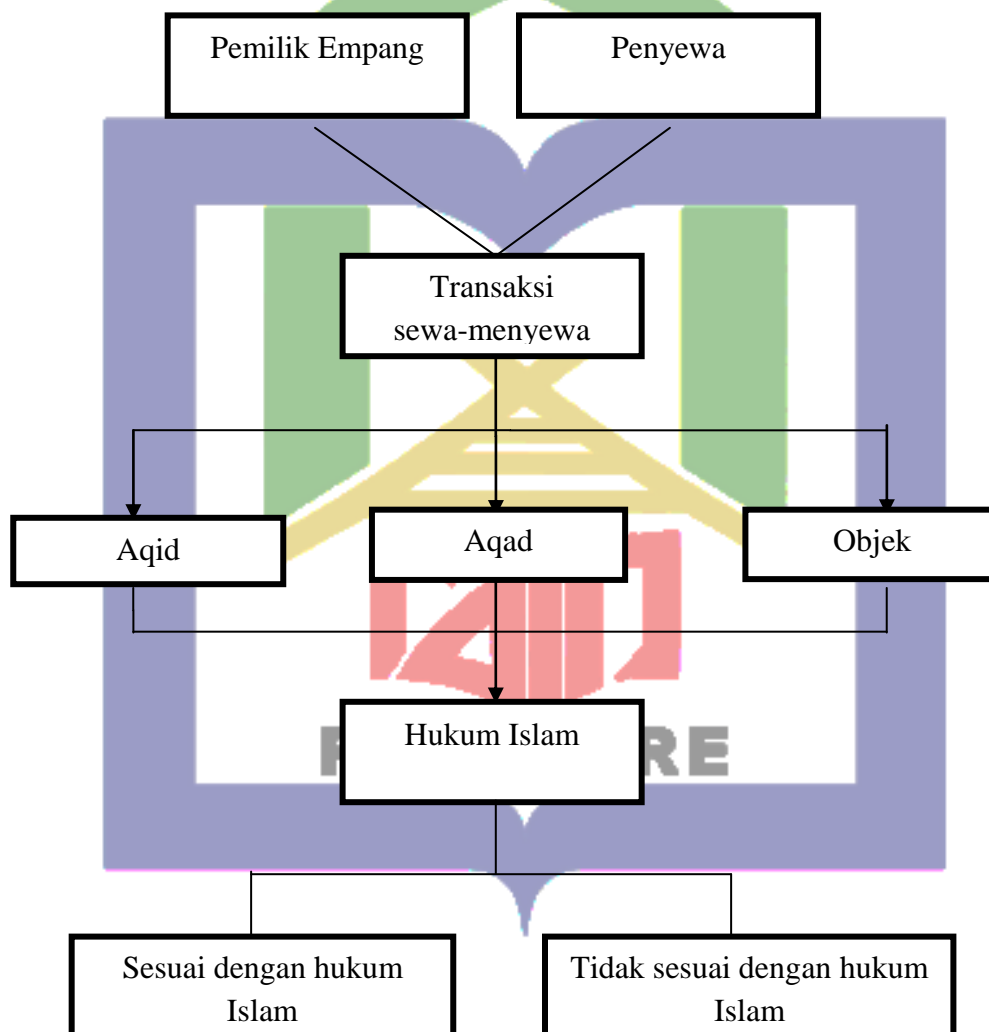 Pemilik Empang
Penyewa
Transaksi
sewa-menyewa
Aqid
Aqad
Objek
Hukum Islam
RE
Sesuai dengan hukum
Islam
Tidak sesuai dengan hukum
Islam